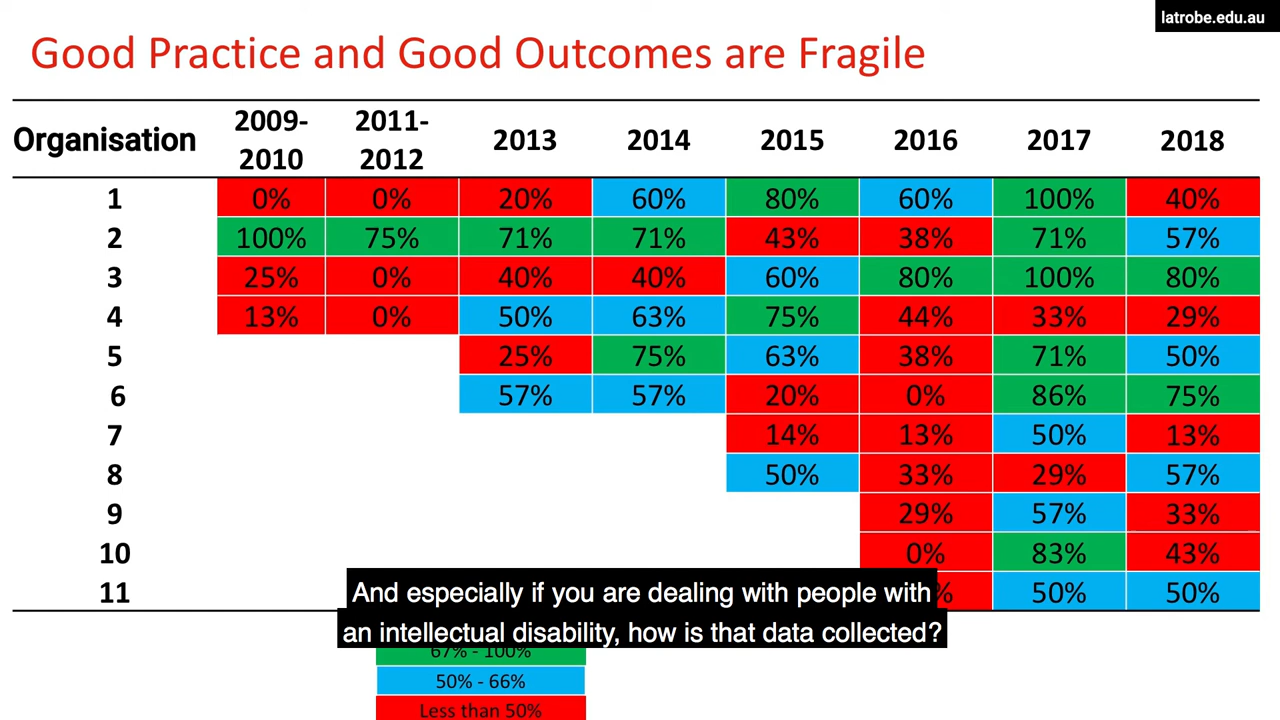 latrobe.edu.au
Good Practice and Good Outcomes are Fragile
Organisation 2009-2010 2011-2012 2013 2014 2015 2016 2017 2018
1 0% 0% 20% 60% 80% 60% 100% 40%
2 100% 75% 71% 71% 43% 38% 71% 57%
3 25% 0% 40% 40% 60% 80% 100% 80%
4 13% 0% 50% 63% 75% 44% 33% 29%
5 25% 75% 63% 38% 71% 50%
6 57% 57% 20% 0% 86% 75%
7 14% 13% 50% 13%
8 50% 33% 29% 57%
9 29% 57% 33%
10 0% 83% 43%
11 % 50% 50%
And especially if you are dealing with people with
an intellectual disability, how is that data collected?
67% - 100%
50% - 66%
Less than 50%